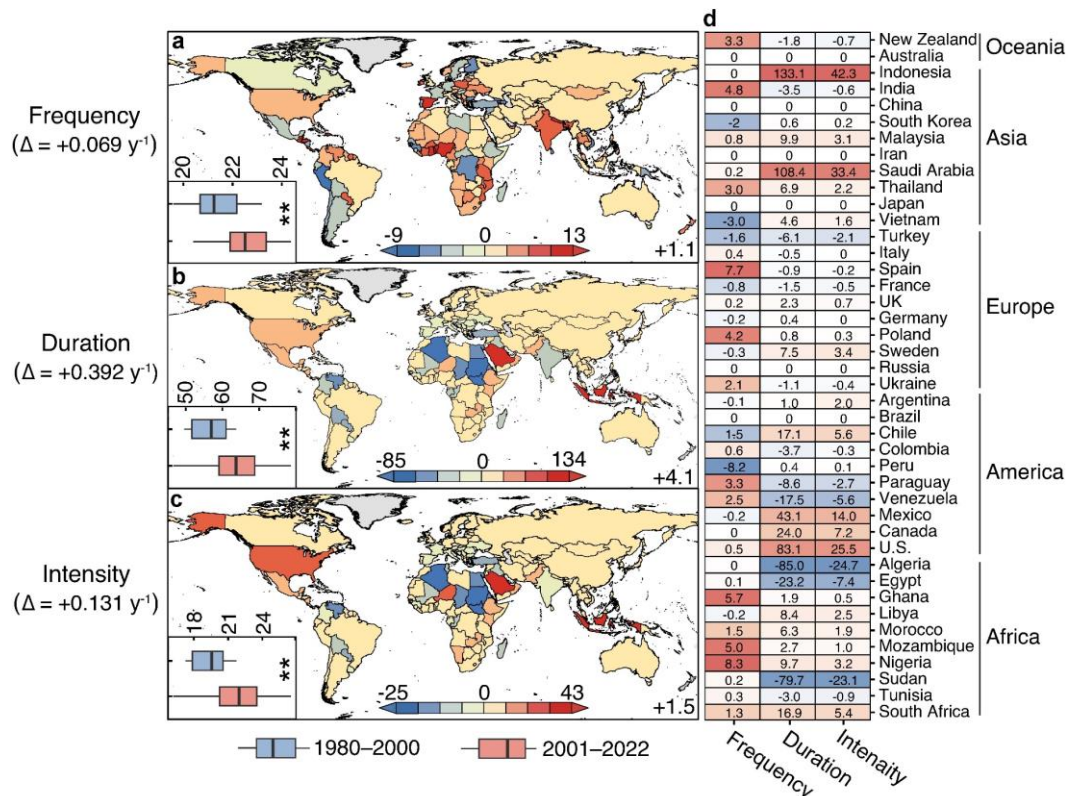 a
Frequency
(Δ = +0.069 y⁻¹)
20 22 24
**
-9 0 13
+1.1
b
Duration
(Δ = +0.392 y⁻¹)
50 60 70
**
-85 0 134
+4.1
c
Intensity
(Δ = +0.131 y⁻¹)
18 21 24
**
-25 0 43
+1.5
1980–2000 2001–2022
d
3.3 -1.8 -0.7 New Zealand
0 0 0 Australia
Oceania
0 133.1 42.3 Indonesia
4.8 -3.5 -0.6 India
0 0 0 China
-2 0.6 0.2 South Korea
0.8 9.9 3.1 Malaysia
0 0 0 Iran
0.2 108.4 33.4 Saudi Arabia
3.0 6.9 2.2 Thailand
0 0 0 Japan
-3.0 4.6 1.6 Vietnam
Asia
-1.6 -6.1 -2.1 Turkey
0.4 -0.5 0 Italy
7.7 -0.9 -0.2 Spain
-0.8 -1.5 -0.5 France
0.2 2.3 0.7 UK
-0.2 0.4 0 Germany
4.2 0.8 0.3 Poland
-0.3 7.5 3.4 Sweden
0 0 0 Russia
2.1 -1.1 -0.4 Ukraine
Europe
-0.1 1.0 2.0 Argentina
0 0 0 Brazil
1.5 17.1 5.6 Chile
0.6 -3.7 -0.3 Colombia
-8.2 0.4 0.1 Peru
3.3 -8.6 -2.7 Paraguay
2.5 -17.5 -5.6 Venezuela
-0.2 43.1 14.0 Mexico
0 24.0 7.2 Canada
0.5 83.1 25.5 U.S.
America
0 -85.0 -24.7 Algeria
0.1 -23.2 -7.4 Egypt
5.7 1.9 0.5 Ghana
-0.2 8.4 2.5 Libya
1.5 6.3 1.9 Morocco
5.0 2.7 1.0 Mozambique
8.3 9.7 3.2 Nigeria
0.2 -79.7 -23.1 Sudan
0.3 -3.0 -0.9 Tunisia
1.3 16.9 5.4 South Africa
Africa
Frequency Duration Intenaity